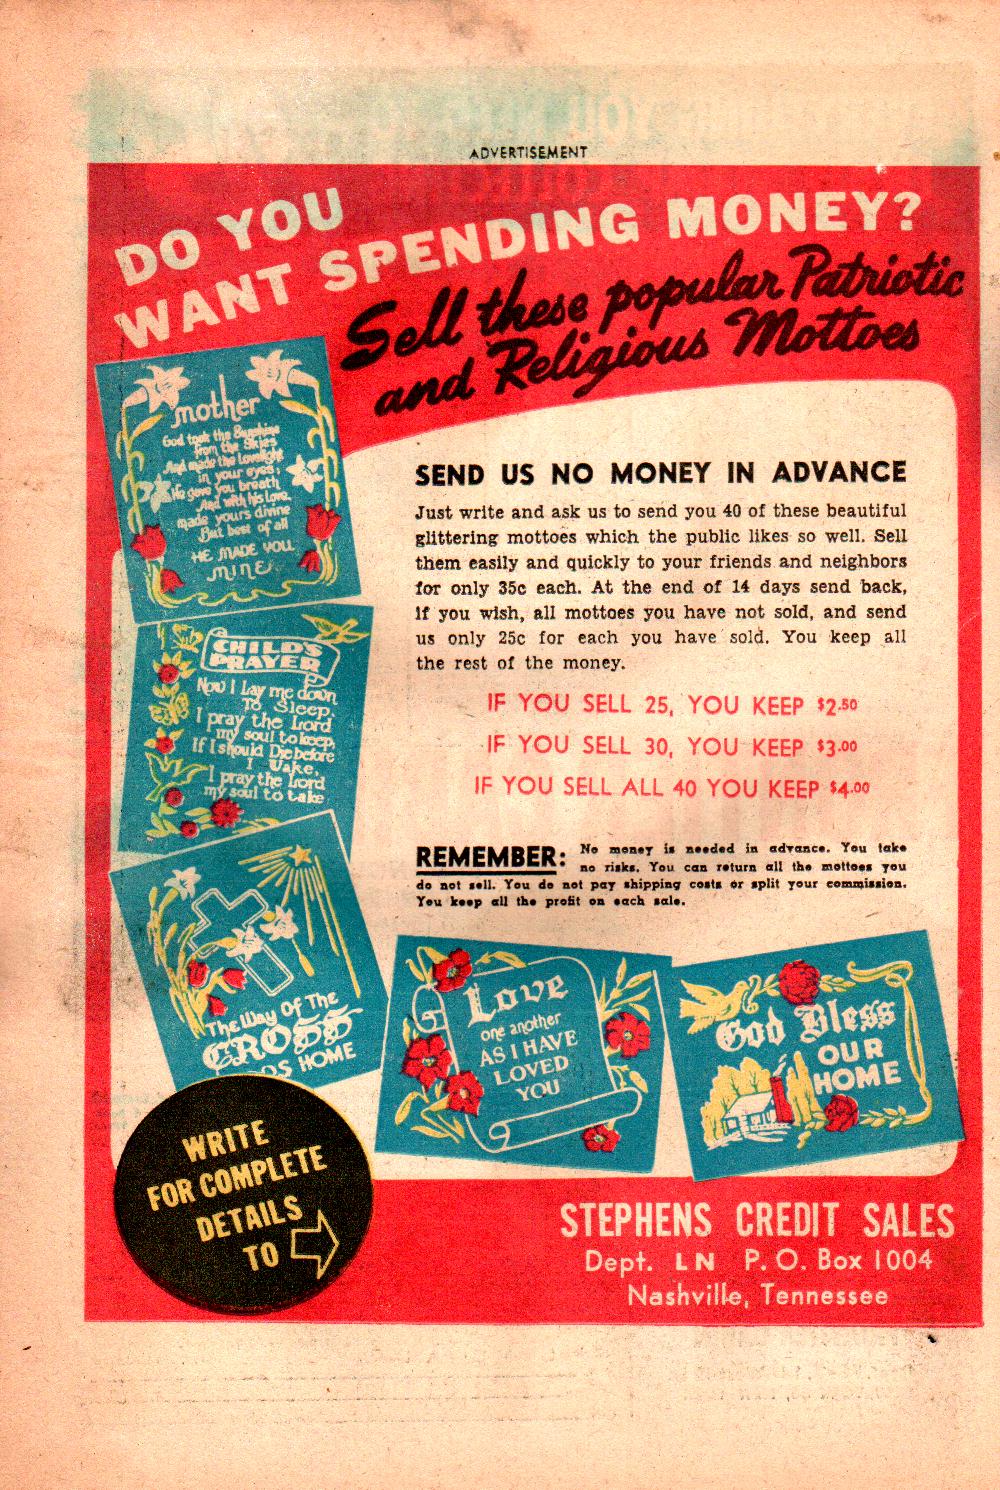 ADVERTISEMENT
DO YOU
WANT SPENDING MONEY?
Sell these popular Patriotic
and Religious Mottoes
mother
God took the Sunshine
from the Skies
And made the Lovelight
in your eyes,
He gave you breath
And with his Love
made yours divine
But best of all
HE MADE YOU
MINE
CHILD'S
PRAYER
Now I Lay me down
To Sleep,
I pray the Lord
my soul to keep,
If I should Die before
I Wake,
I pray the Lord
my soul to take
The Way Of The
CROSS
HOME
SEND US NO MONEY IN ADVANCE
Just write and ask us to send you 40 of these beautiful
glittering mottoes which the public likes so well. Sell
them easily and quickly to your friends and neighbors
for only 35c each. At the end of 14 days send back,
if you wish, all mottoes you have not sold, and send
us only 25c for each you have sold. You keep all
the rest of the money.
IF YOU SELL 25, YOU KEEP $2.50
IF YOU SELL 30, YOU KEEP $3.00
IF YOU SELL ALL 40 YOU KEEP $4.00
REMEMBER: No money is needed in advance. You take
no risks. You can return all the mottoes you
do not sell. You do not pay shipping costs or split your commission.
You keep all the profit on each sale.
Love
one another
AS I HAVE
LOVED
YOU
God Bless
OUR
HOME
WRITE
FOR COMPLETE
DETAILS
TO
STEPHENS CREDIT SALES
Dept. LN P. O. Box 1004
Nashville, Tennessee